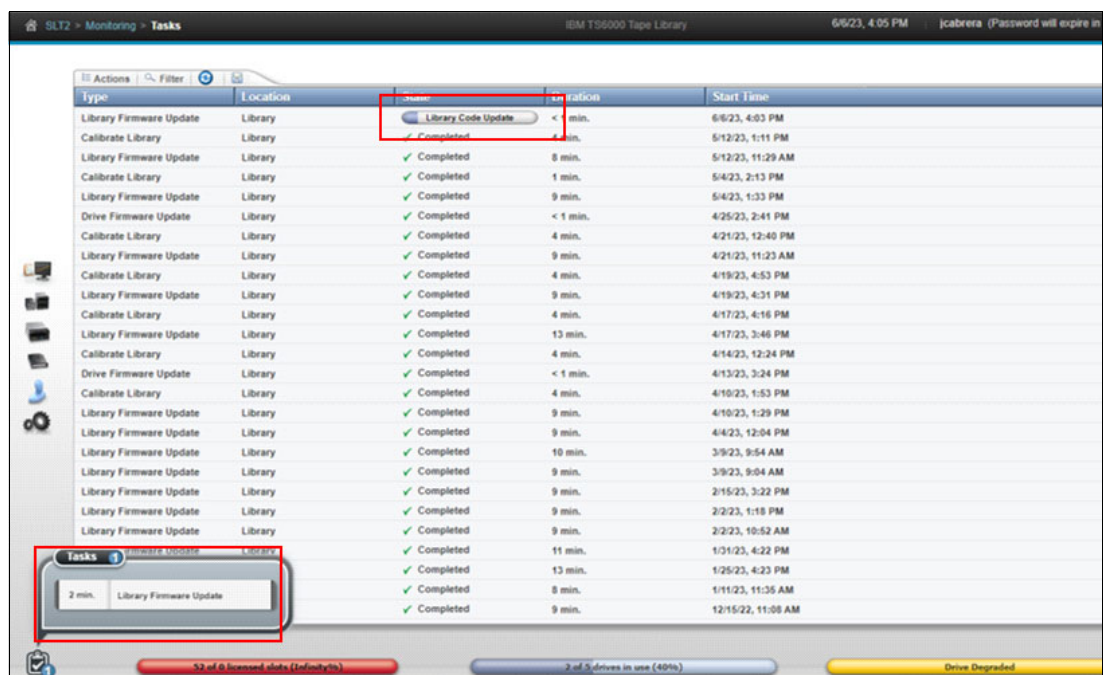 SLT2 > Monitoring > Tasks IBM TS6000 Tape Library 6/6/23, 4:05 PM jcabrera (Password will expire in
Actions Filter
Type Location State Duration Start Time
Library Firmware Update Library Library Code Update < 1 min. 6/6/23, 4:03 PM
Calibrate Library Library Completed 4 min. 5/12/23, 1:11 PM
Library Firmware Update Library Completed 8 min. 5/12/23, 11:29 AM
Calibrate Library Library Completed 1 min. 5/4/23, 2:13 PM
Library Firmware Update Library Completed 9 min. 5/4/23, 1:33 PM
Drive Firmware Update Library Completed < 1 min. 4/25/23, 2:41 PM
Calibrate Library Library Completed 4 min. 4/21/23, 12:40 PM
Library Firmware Update Library Completed 9 min. 4/21/23, 11:23 AM
Calibrate Library Library Completed 4 min. 4/19/23, 4:53 PM
Library Firmware Update Library Completed 9 min. 4/19/23, 4:31 PM
Calibrate Library Library Completed 4 min. 4/17/23, 4:16 PM
Library Firmware Update Library Completed 13 min. 4/17/23, 3:46 PM
Calibrate Library Library Completed 4 min. 4/14/23, 12:24 PM
Drive Firmware Update Library Completed < 1 min. 4/13/23, 3:24 PM
Calibrate Library Library Completed 4 min. 4/10/23, 1:53 PM
Library Firmware Update Library Completed 9 min. 4/10/23, 1:29 PM
Library Firmware Update Library Completed 9 min. 4/4/23, 12:04 PM
Library Firmware Update Library Completed 10 min. 3/9/23, 9:54 AM
Library Firmware Update Library Completed 9 min. 3/9/23, 9:04 AM
Library Firmware Update Library Completed 9 min. 2/15/23, 3:22 PM
Library Firmware Update Library Completed 9 min. 2/2/23, 1:18 PM
Library Firmware Update Library Completed 9 min. 2/2/23, 10:52 AM
Firmware Update Library Completed 11 min. 1/31/23, 4:22 PM
Tasks 1
Completed 13 min. 1/25/23, 4:23 PM
2 min. Library Firmware Update Completed 8 min. 1/11/23, 11:35 AM
Completed 9 min. 12/15/22, 11:08 AM
1 52 of 0 licensed slots (Infinity%) 2 of 5 drives in use (40%) Drive Degraded